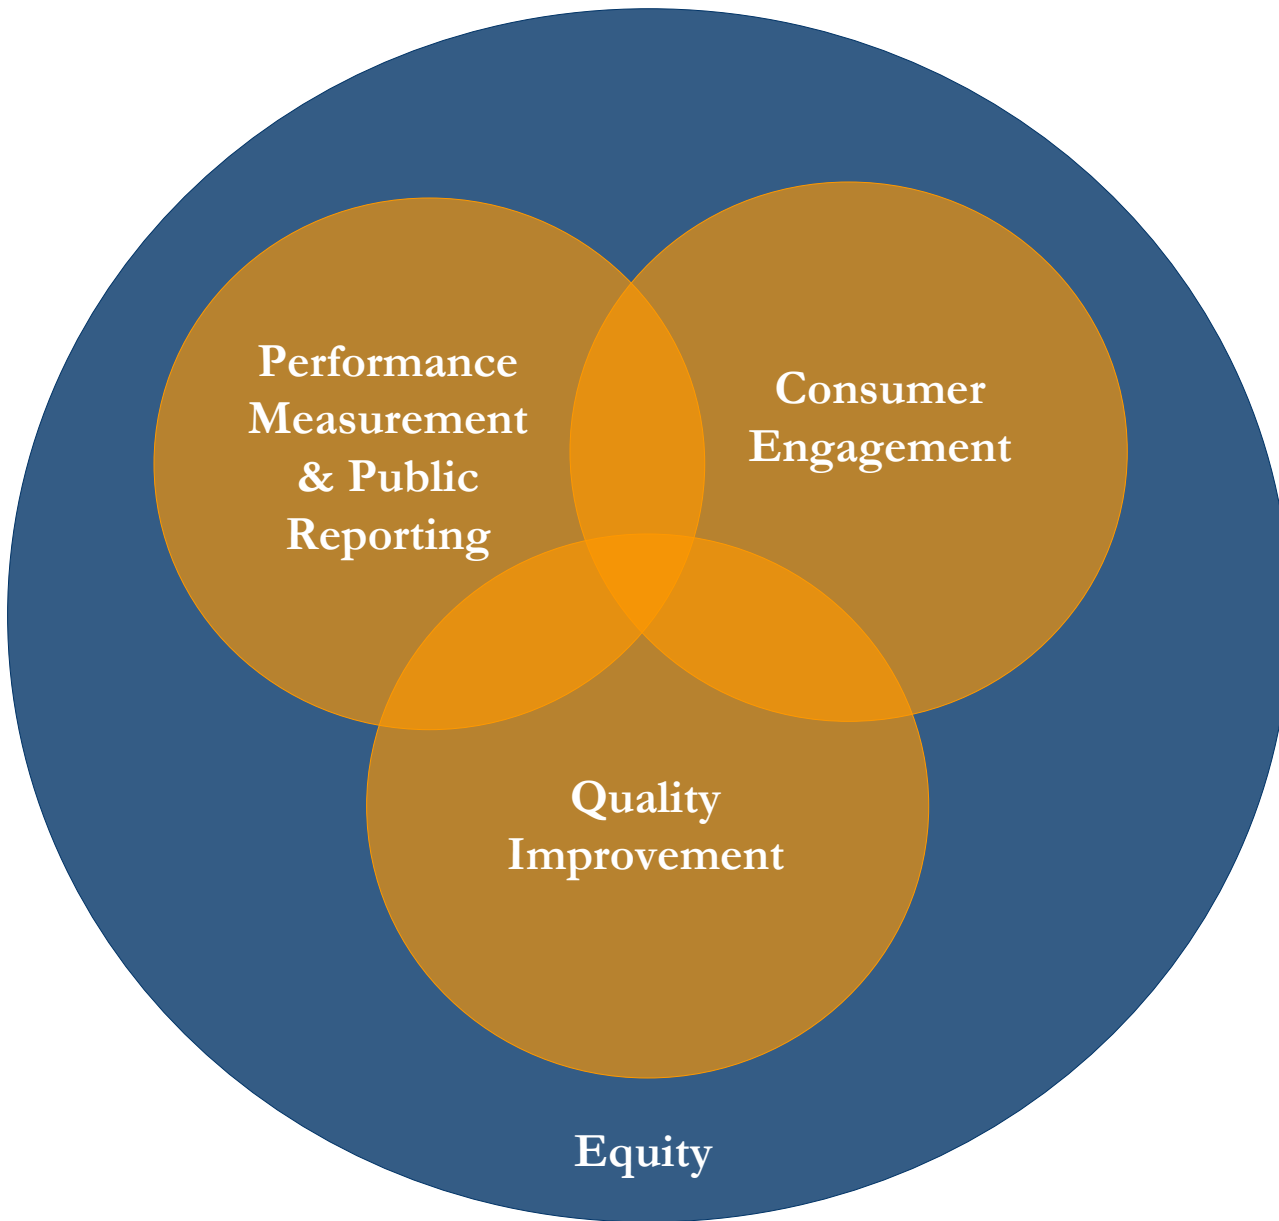 Performance
Measurement
& Public
Reporting
Consumer
Engagement
Quality
Improvement
Equity